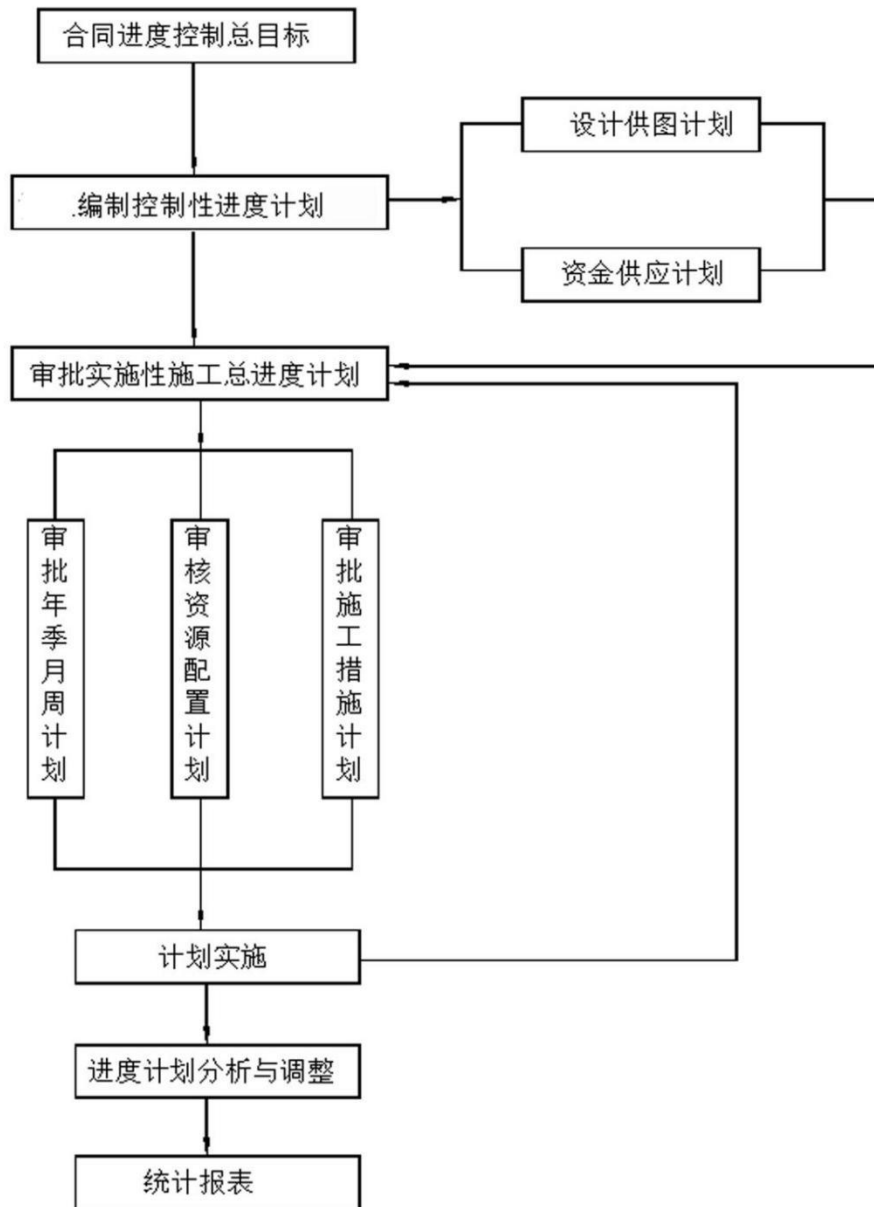 合同进度控制总目标
设计供图计划
.编制控制性进度计划
资金供应计划
审批实施性施工总进度计划
审批年季月周计划
审核资源配置计划
审批施工措施计划
计划实施
进度计划分析与调整
统计报表